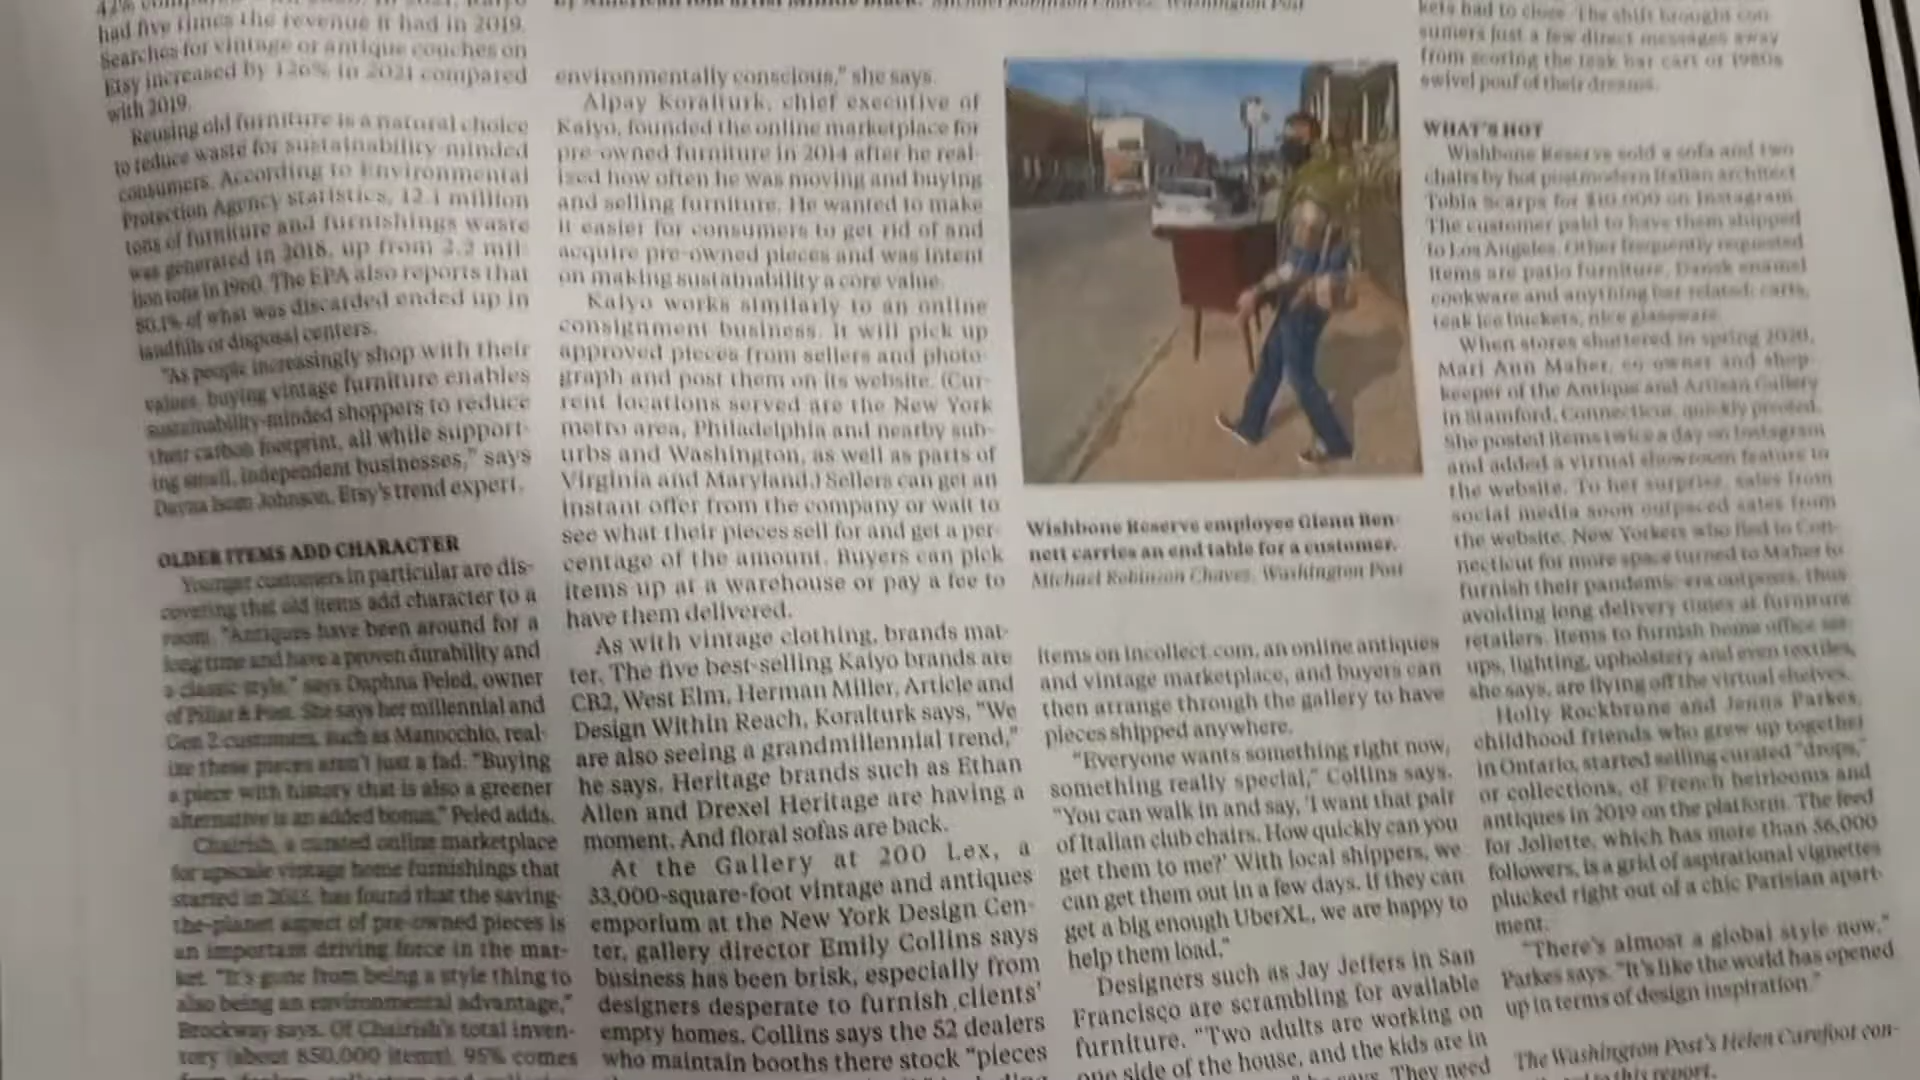 had five times the revenue it had in 2019.
Searches for vintage or antique couches on
Etsy increased by 126% in 2021 compared
with 2019.
Reusing old furniture is a natural choice
to reduce waste for sustainability-minded
consumers. According to Environmental
Protection Agency statistics, 12.1 million
tons of furniture and furnishings waste
was generated in 2018, up from 2.2 mil-
lion tons in 1960. The EPA also reports that
80.1% of what was discarded ended up in
landfills or disposal centers.
"As people increasingly shop with their
values, buying vintage furniture enables
sustainability-minded shoppers to reduce
their carbon footprint, all while support-
ing small, independent businesses," says
Dayna Isom Johnson, Etsy's trend expert.
OLDER ITEMS ADD CHARACTER
Younger customers in particular are dis-
covering that old items add character to a
room. "Antiques have been around for a
long time and have a proven durability and
a classic style," says Daphna Peled, owner
of Pillar & Post. She says her millennial and
Gen Z customers, such as Mannochio, real-
ize these pieces aren't just a fad. "Buying
a piece with history that is also a greener
alternative is an added bonus," Peled adds.
Chairish, a curated online marketplace
for upscale vintage home furnishings that
started in has found that the saving-
the-planet aspect of pre-owned pieces is
an important driving force in the mar-
ket. "It's gone from being a style thing to
also being an environmental advantage,"
Brockway says. Of Chairish's total inven-
tory (about 850,000 items), 95% comes
environmentally conscious," she says.
Alpay Koralturk, chief executive of
Kaiyo, founded the online marketplace for
pre-owned furniture in 2014 after he real-
ized how often he was moving and buying
and selling furniture. He wanted to make
it easier for consumers to get rid of and
acquire pre-owned pieces and was intent
on making sustainability a core value.
Kaiyo works similarly to an online
consignment business. It will pick up
approved pieces from sellers and photo-
graph and post them on its website. (Cur-
rent locations served are the New York
metro area, Philadelphia and nearby sub-
urbs and Washington, as well as parts of
Virginia and Maryland.) Sellers can get an
instant offer from the company or wait to
see what their pieces sell for and get a per-
centage of the amount. Buyers can pick
items up at a warehouse or pay a fee to
have them delivered.
As with vintage clothing, brands mat-
ter. The five best-selling Kaiyo brands are
CB2, West Elm, Herman Miller, Article and
Design Within Reach, Koralturk says. "We
are also seeing a grandmillennial trend,"
he says. Heritage brands such as Ethan
Allen and Drexel Heritage are having a
moment. And floral sofas are back.
At the Gallery at 200 Lex, a
33,000-square-foot vintage and antiques
emporium at the New York Design Cen-
ter, gallery director Emily Collins says
business has been brisk, especially from
designers desperate to furnish clients'
empty homes. Collins says the 52 dealers
who maintain booths there stock "pieces
Wishbone Reserve employee Glenn Ben-
nett carries an end table for a customer.
Michael Robinson Chavez, Washington Post
items on incollect.com, an online antiques
and vintage marketplace, and buyers can
then arrange through the gallery to have
pieces shipped anywhere.
"Everyone wants something right now,
something really special," Collins says.
"You can walk in and say, 'I want that pair
of Italian club chairs. How quickly can you
get them to me?' With local shippers, we
can get them out in a few days. If they can
get a big enough UberXL, we are happy to
help them load."
Designers such as Jay Jeffers in San
Francisco are scrambling for available
furniture. "Two adults are working on
one side of the house, and the kids are in
They need
kets had to close. The shift brought con-
sumers just a few direct messages away
from scoring the teak bar cart or 1980s
swivel pouf of their dreams.
WHAT'S HOT
Wishbone Reserve sold a sofa and two
chairs by hot postmodern Italian architect
Tobia Scarpa for $10,000 on Instagram.
The customer paid to have them shipped
to Los Angeles. Other frequently requested
items are patio furniture, Dansk enamel
cookware and anything bar related: carts,
teak ice buckets, nice glassware.
When stores shuttered in spring 2020,
Mari Ann Maher, co-owner and shop-
keeper of the Antique and Artisan Gallery
in Stamford, Connecticut, quickly pivoted.
She posted items twice a day on Instagram
and added a virtual showroom feature to
the website. To her surprise, sales from
social media soon outpaced sales from
the website. New Yorkers who fled to Con-
necticut for more space turned to Maher to
furnish their pandemic-era outposts, thus
avoiding long delivery times at furniture
retailers. Items to furnish home office set-
ups, lighting, upholstery and even textiles,
she says, are flying off the virtual shelves.
Holly Rockbrune and Jenna Parkes,
childhood friends who grew up together
in Ontario, started selling curated "drops,"
or collections, of French heirlooms and
antiques in 2019 on the platform. The feed
for Joliette, which has more than 56,000
followers, is a grid of aspirational vignettes
plucked right out of a chic Parisian apart-
ment.
"There's almost a global style now,"
Parkes says. "It's like the world has opened
up in terms of design inspiration."
The Washington Post's Helen Carefoot con-
to this report.